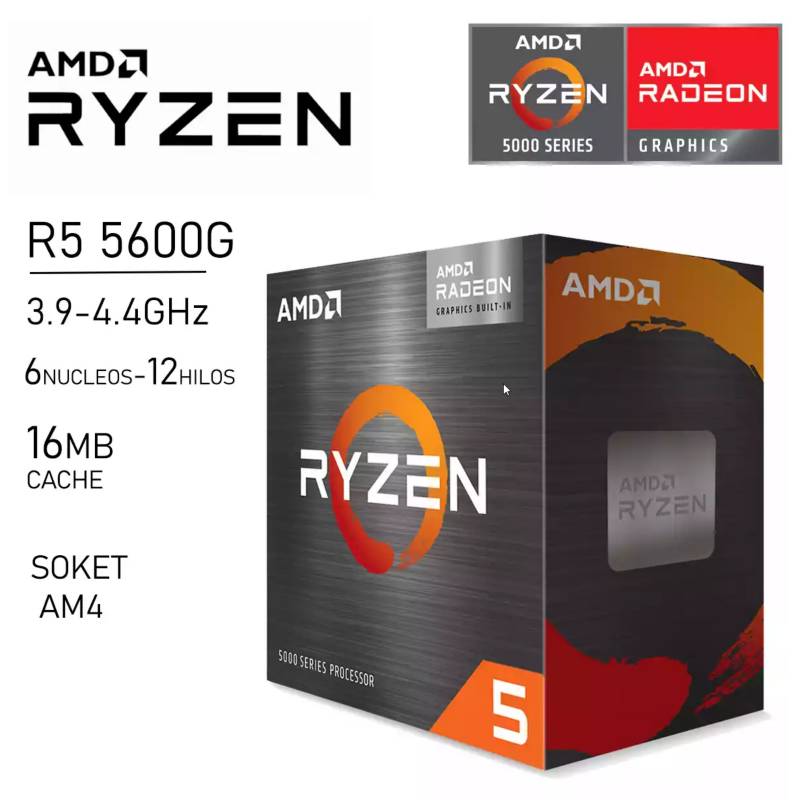 AMD
RYZEN
AMD
RYZEN
5000 SERIES
AMD
RADEON
GRAPHICS
R5 5600G
3.9-4.4GHz
6NUCLEOS-12HILOS
16MB
CACHE
SOKET
AM4
AMD
AMD
RADEON
GRAPHICS BUILT-IN
RYZEN
5000 SERIES PROCESSOR
5
AMD
AMD
RYZEN